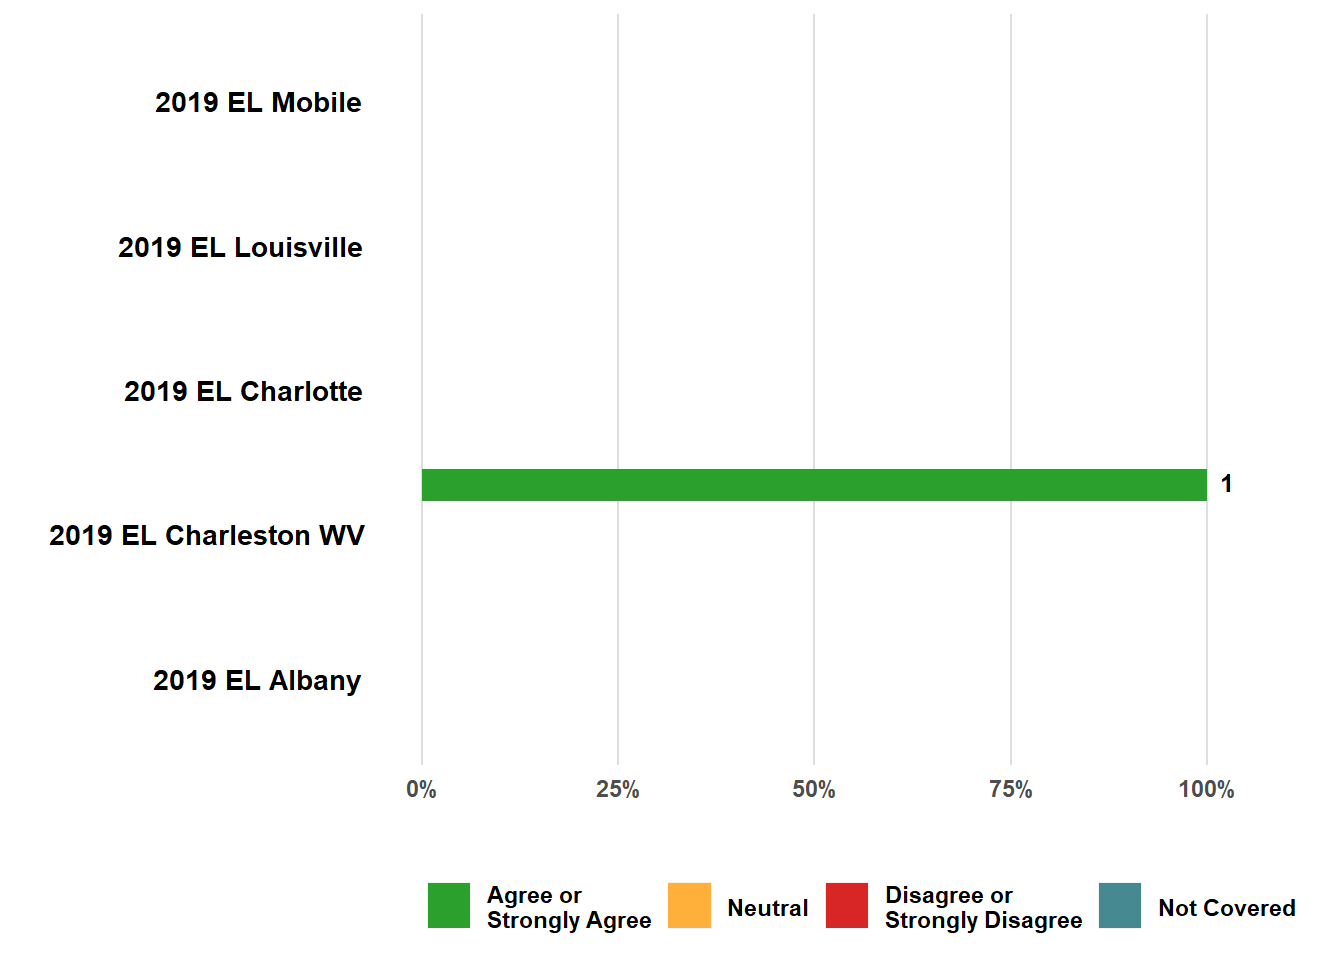 2019 EL Mobile
2019 EL Louisville
2019 EL Charlotte
1
2019 EL Charleston WV
2019 EL Albany
0%
25%
50%
75%
100%
Agree or
Strongly Agree
Neutral
Disagree or
Strongly Disagree
Not Covered